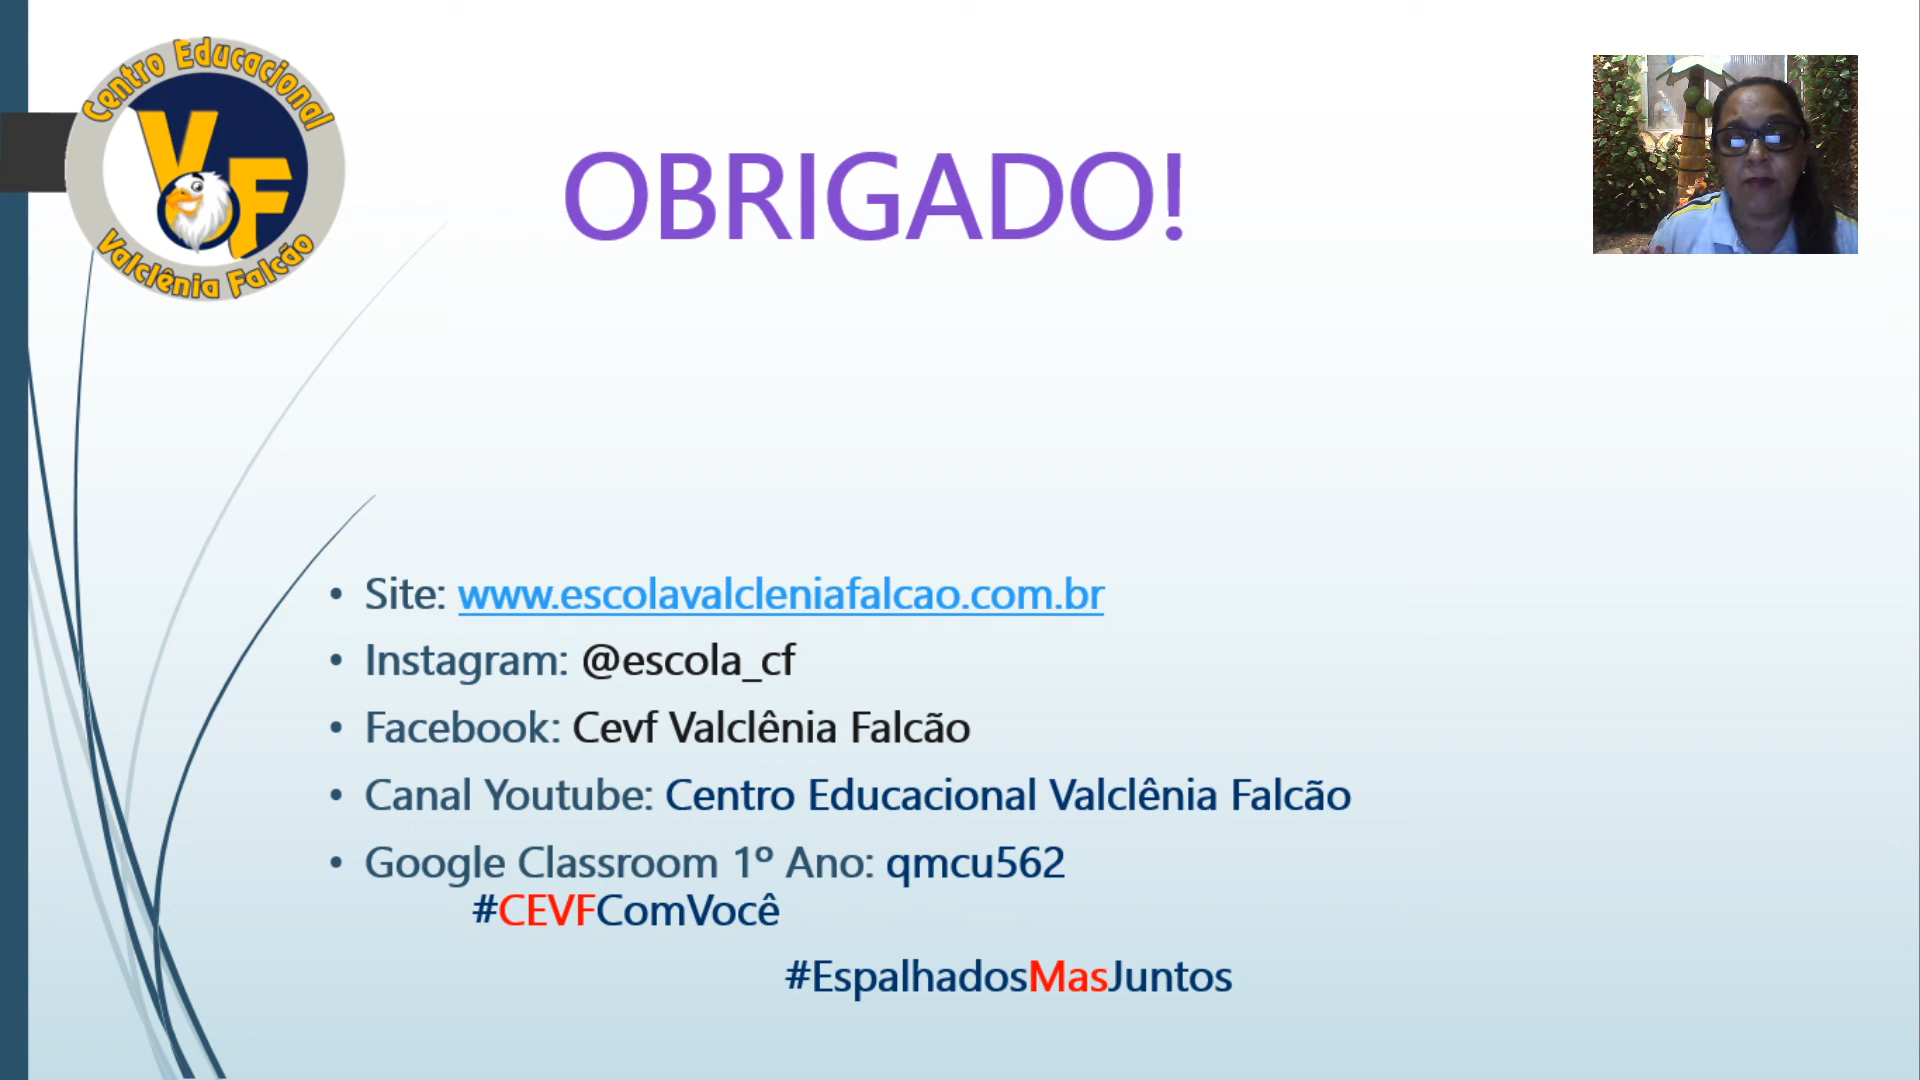 Centro Educacional
VF
Valclênia Falcão
OBRIGADO!
• Site: www.escolavalcleniafalcao.com.br
• Instagram: @escola_cf
• Facebook: Cevf Valclênia Falcão
• Canal Youtube: Centro Educacional Valclênia Falcão
• Google Classroom 1º Ano: qmcu562
#CEVFComVocê
#EspalhadosMasJuntos